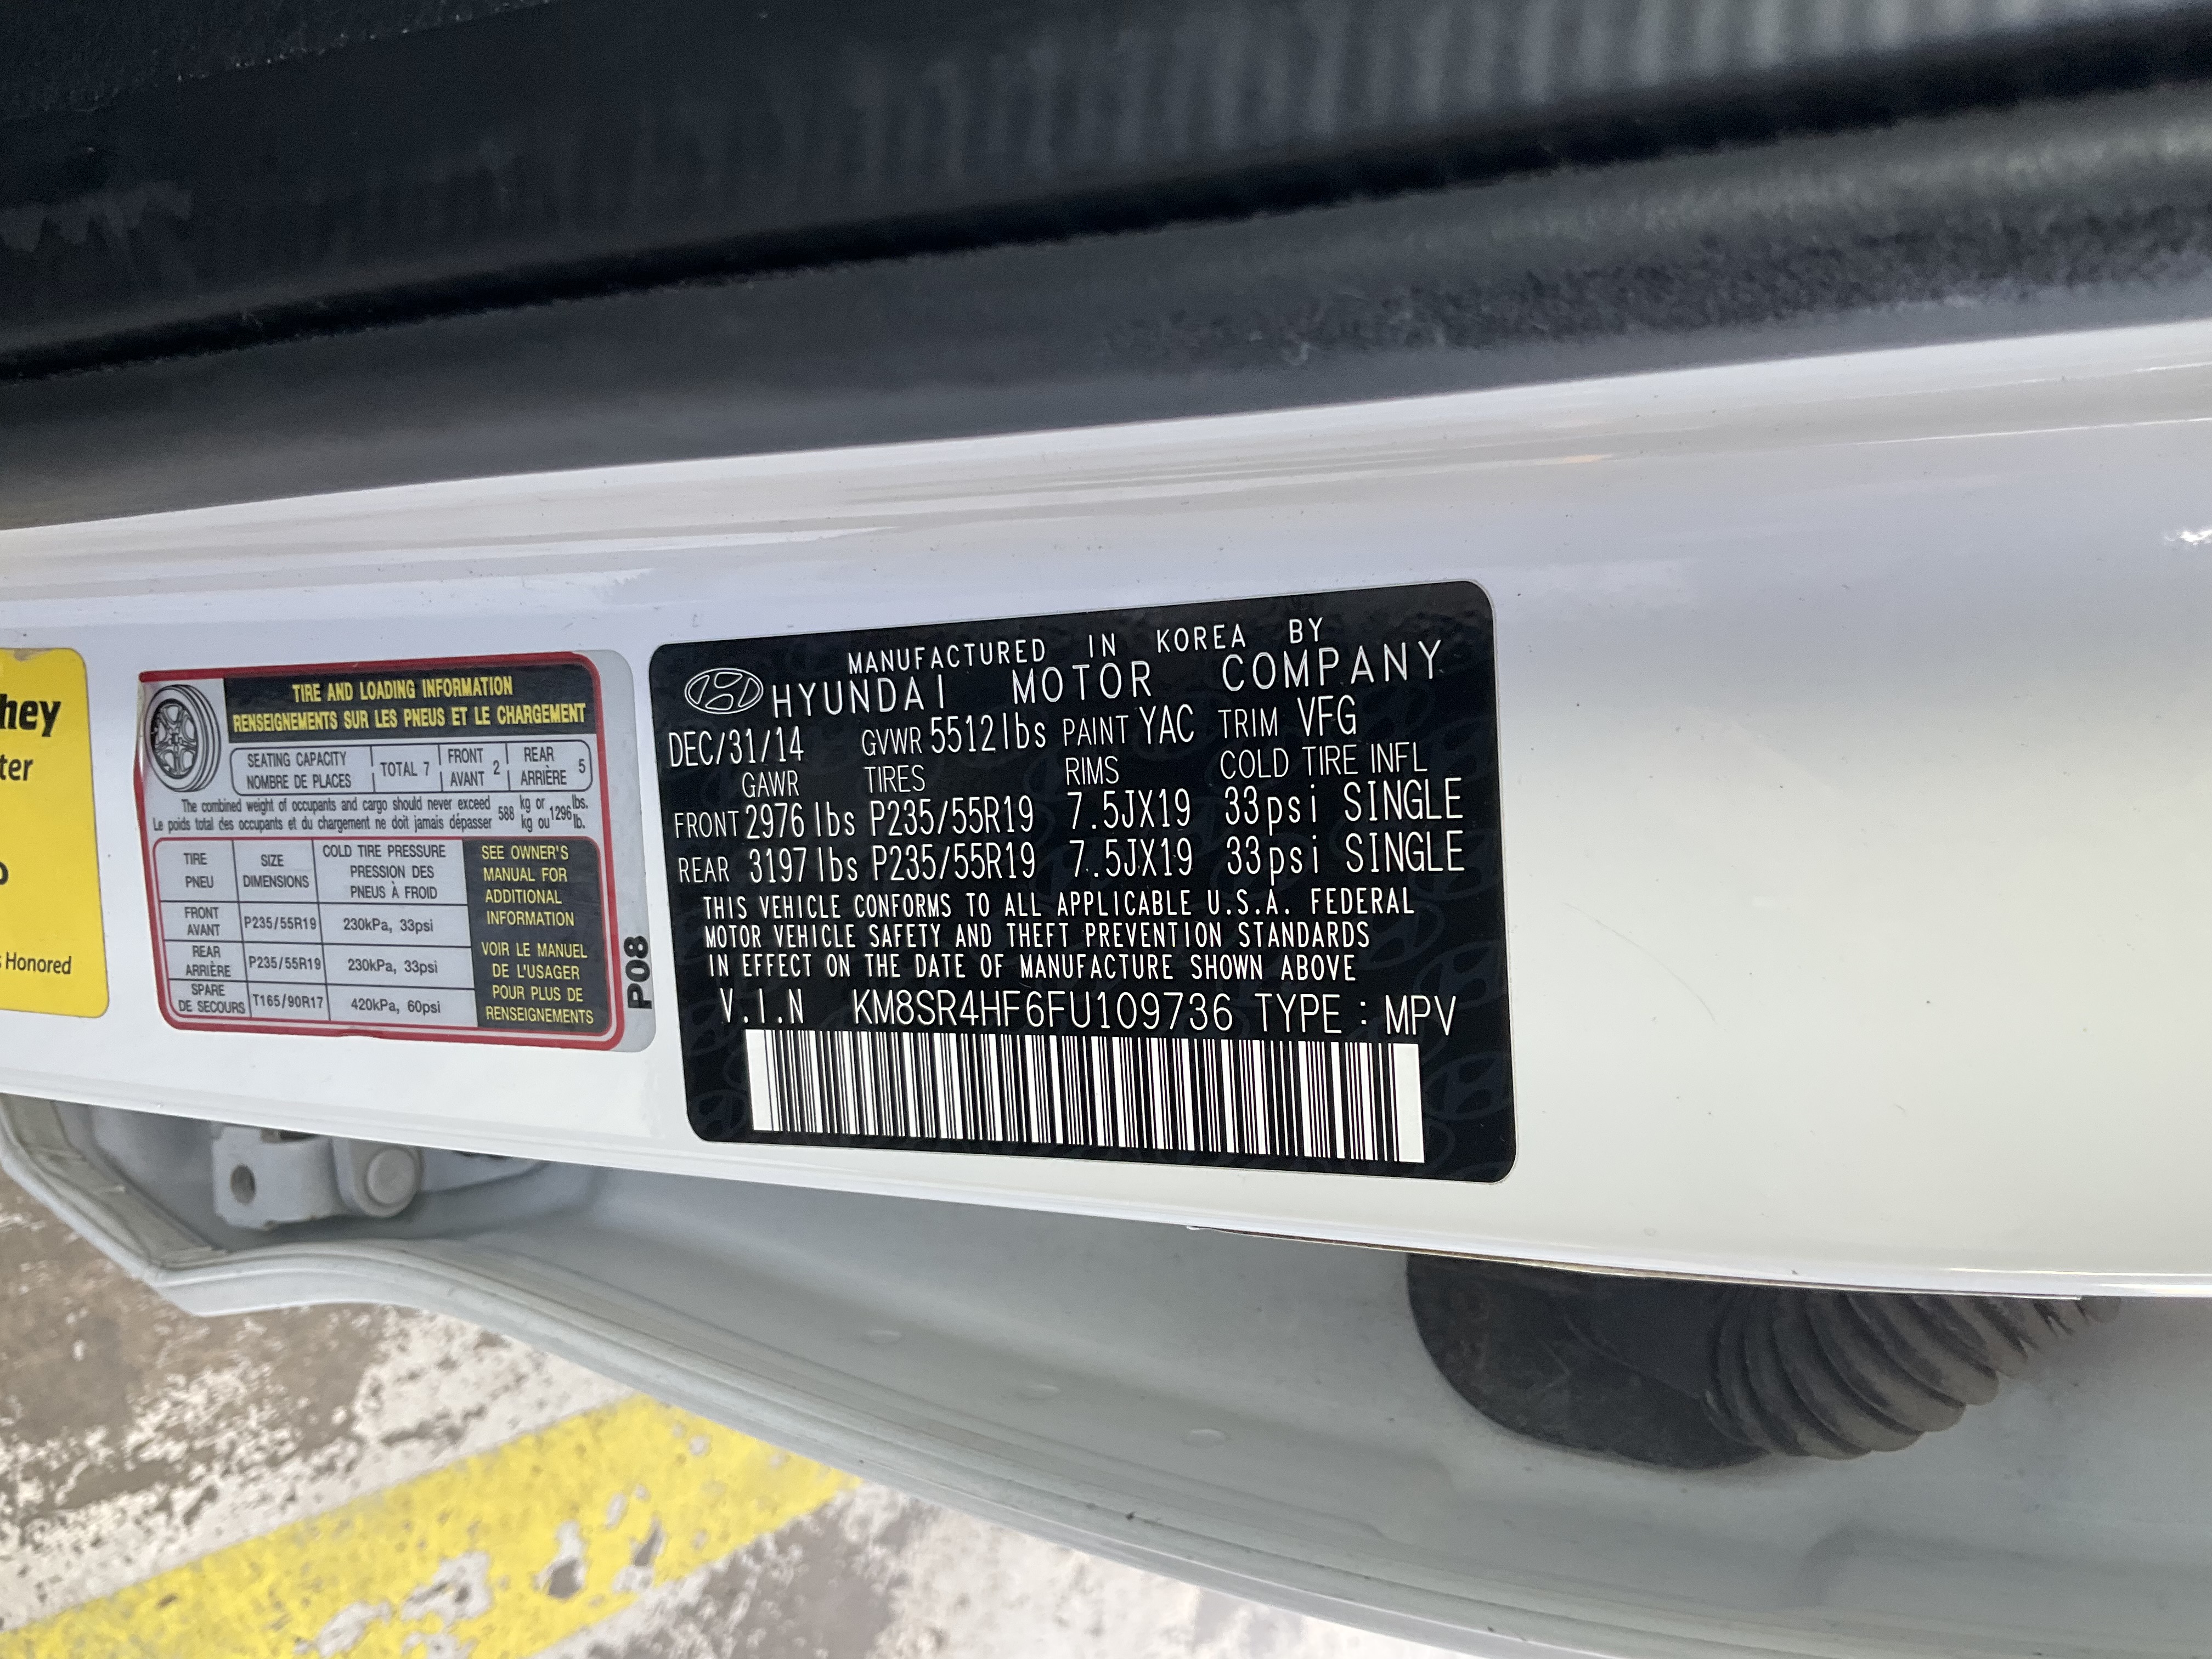 hey
ter
s Honored
TIRE AND LOADING INFORMATION
RENSEIGNEMENTS SUR LES PNEUS ET LE CHARGEMENT
SEATING CAPACITY
NOMBRE DE PLACES
TOTAL 7
FRONT
AVANT 2
REAR
ARRIÈRE 5
The combined weight of occupants and cargo should never exceed 588 kg or 1296 lbs.
Le poids total des occupants et du chargement ne doit jamais dépasser 588 kg ou 1296 lb.
TIRE
PNEU
SIZE
DIMENSIONS
COLD TIRE PRESSURE
PRESSION DES
PNEUS À FROID
FRONT
AVANT
P235/55R19
230kPa, 33psi
REAR
ARRIÈRE
P235/55R19
230kPa, 33psi
SPARE
DE SECOURS
T165/90R17
420kPa, 60psi
SEE OWNER'S
MANUAL FOR
ADDITIONAL
INFORMATION
VOIR LE MANUEL
DE L'USAGER
POUR PLUS DE
RENSEIGNEMENTS
P08
MANUFACTURED IN KOREA BY
HYUNDAI MOTOR COMPANY
DEC/31/14 GVWR 5512lbs PAINT YAC TRIM VFG
GAWR TIRES RIMS COLD TIRE INFL
FRONT 2976 lbs P235/55R19 7.5JX19 33psi SINGLE
REAR 3197 lbs P235/55R19 7.5JX19 33psi SINGLE
THIS VEHICLE CONFORMS TO ALL APPLICABLE U.S.A. FEDERAL
MOTOR VEHICLE SAFETY AND THEFT PREVENTION STANDARDS
IN EFFECT ON THE DATE OF MANUFACTURE SHOWN ABOVE
V.I.N KM8SR4HF6FU109736 TYPE : MPV